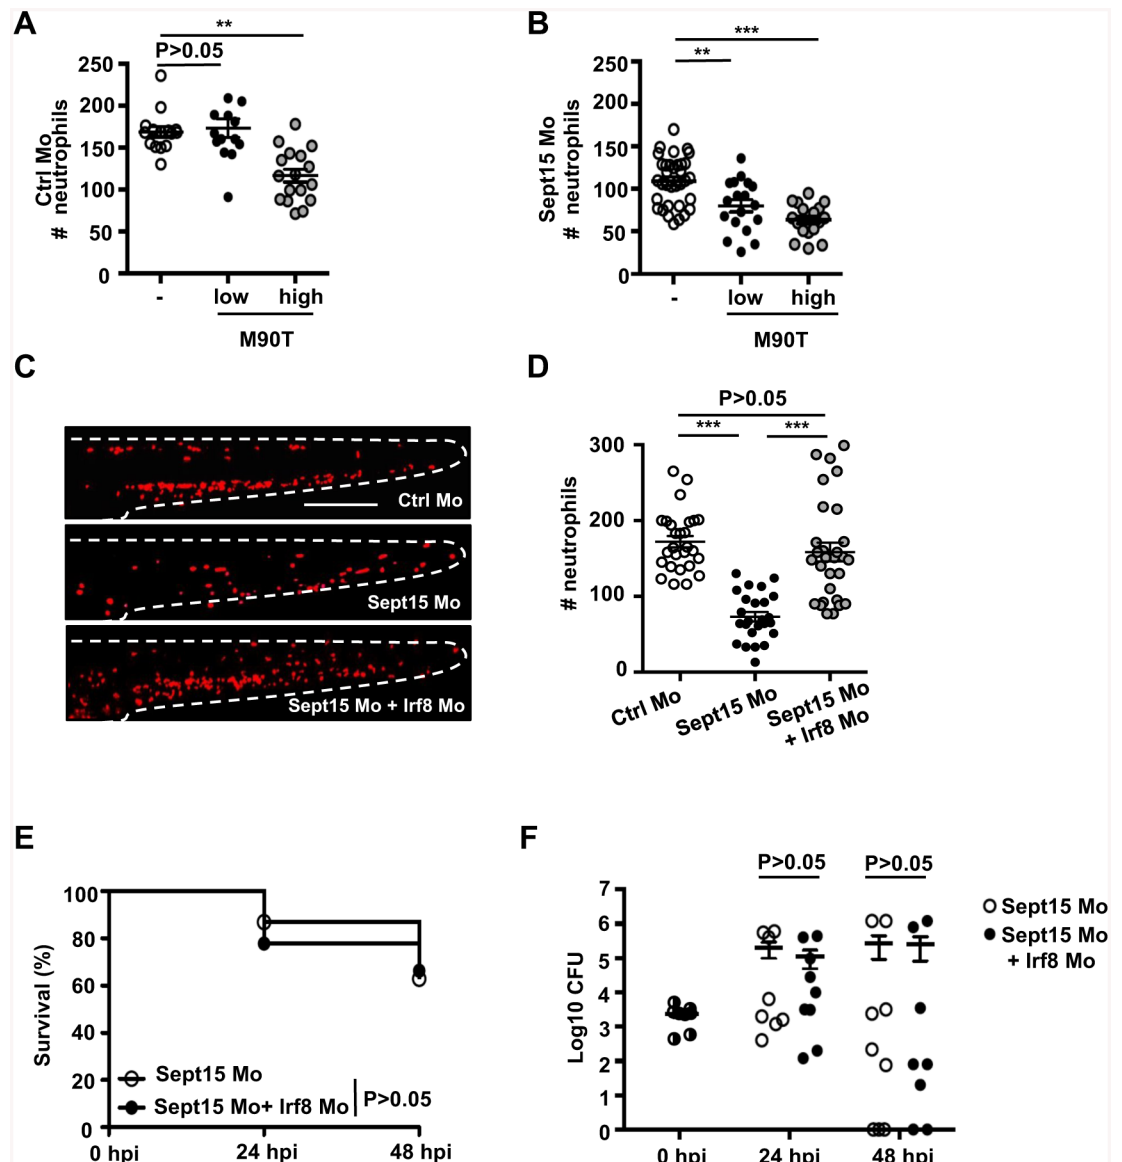 A
**
P>0.05
Ctrl Mo
# neutrophils
250
200
150
100
50
0
-
low
high
M90T
B
***
**
Sept15 Mo
# neutrophils
250
200
150
100
50
0
-
low
high
M90T
C
Ctrl Mo
Sept15 Mo
Sept15 Mo + Irf8 Mo
D
P>0.05
***
***
# neutrophils
300
200
100
0
Ctrl Mo
Sept15 Mo
Sept15 Mo
+ Irf8 Mo
E
Survival (%)
100
80
60
40
20
0
Sept15 Mo
Sept15 Mo+ Irf8 Mo
P>0.05
0 hpi
24 hpi
48 hpi
F
P>0.05
P>0.05
Log10 CFU
7
6
5
4
3
2
1
0
Sept15 Mo
Sept15 Mo
+ Irf8 Mo
0 hpi
24 hpi
48 hpi